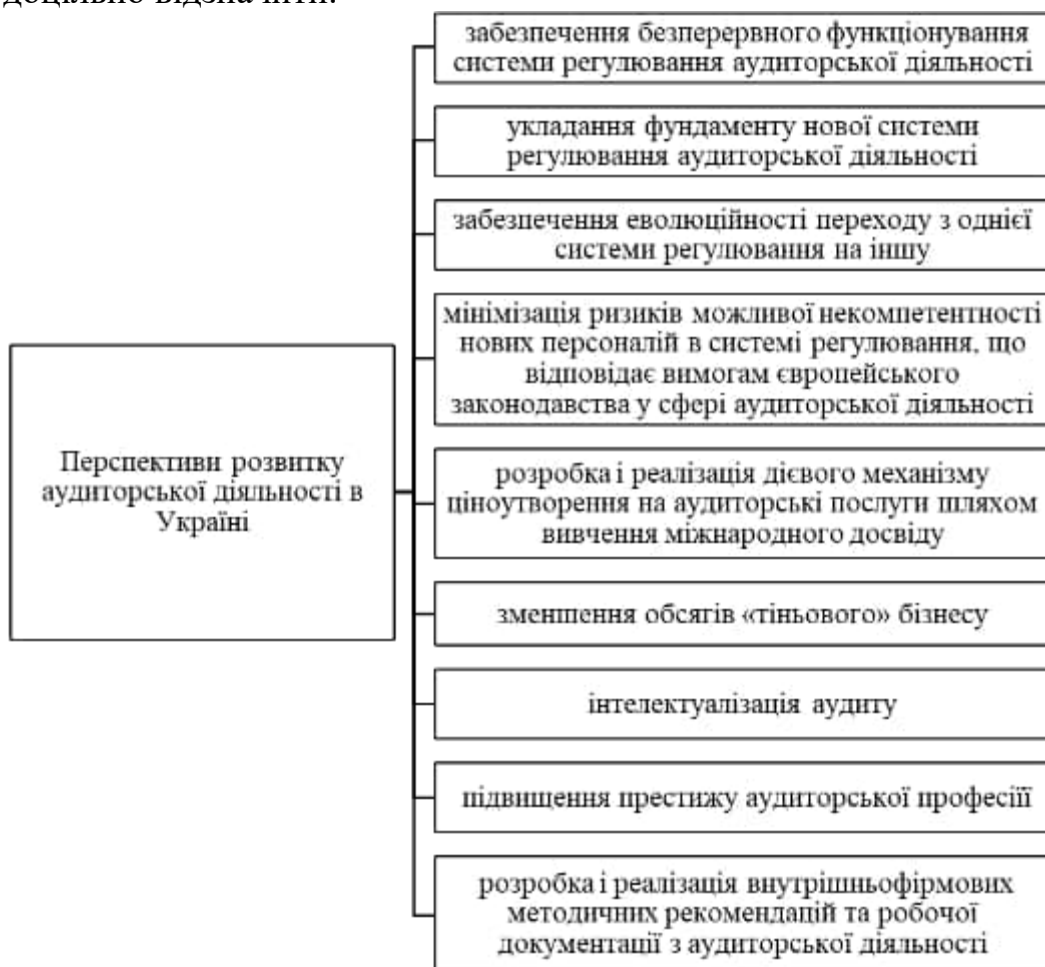 доцільно відзначити:
забезпечення безперервного функціонування
системи регулювання аудиторської діяльності
укладання фундаменту нової системи
регулювання аудиторської діяльності
забезпечення еволюційності переходу з однієї
системи регулювання на іншу
мінімізація ризиків можливої некомпетентності
нових персоналій в системі регулювання, що
відповідає вимогам європейського
законодавства у сфері аудиторської діяльності
Перспективи розвитку
аудиторської діяльності в
Україні
розробка і реалізація дієвого механізму
ціноутворення на аудиторські послуги шляхом
вивчення міжнародного досвіду
зменшення обсягів «тіньового» бізнесу
інтелектуалізація аудиту
підвищення престижу аудиторської професіїї
розробка і реалізація внутрішньофірмових
методичних рекомендацій та робочої
документації з аудиторської діяльності